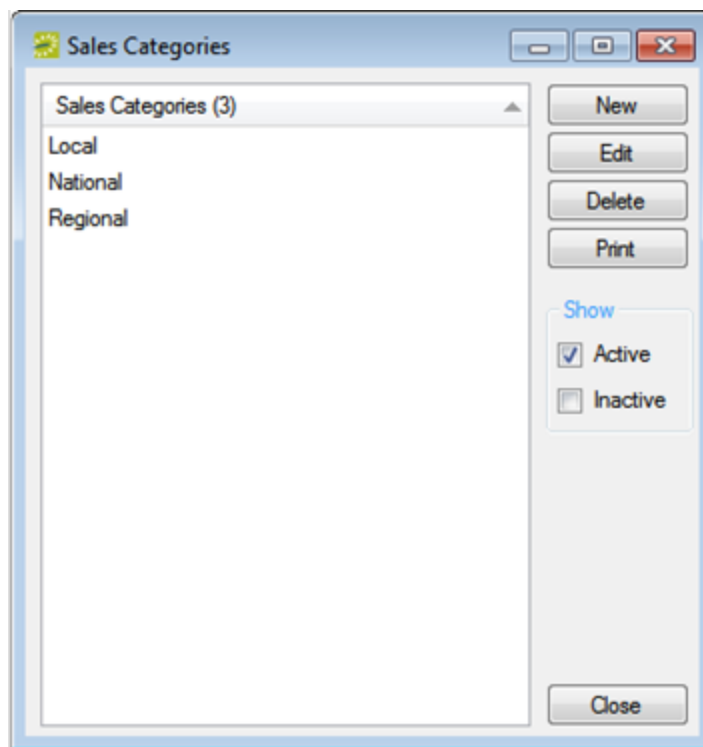 Sales Categories
Sales Categories (3)
Local
National
Regional
New
Edit
Delete
Print
Show
Active
Inactive
Close